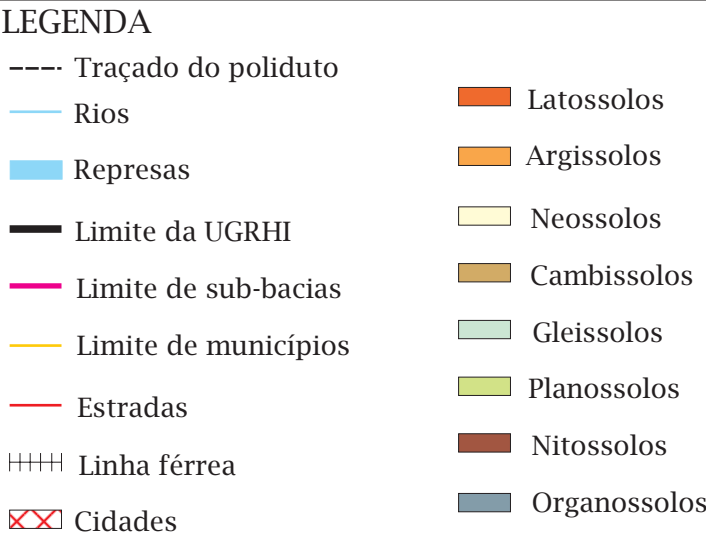 LEGENDA
Traçado do poliduto
Rios
Represas
Limite da UGRHI
Limite de sub-bacias
Limite de municípios
Estradas
Linha férrea
Cidades
Latossolos
Argissolos
Neossolos
Cambissolos
Gleissolos
Planossolos
Nitossolos
Organossolos